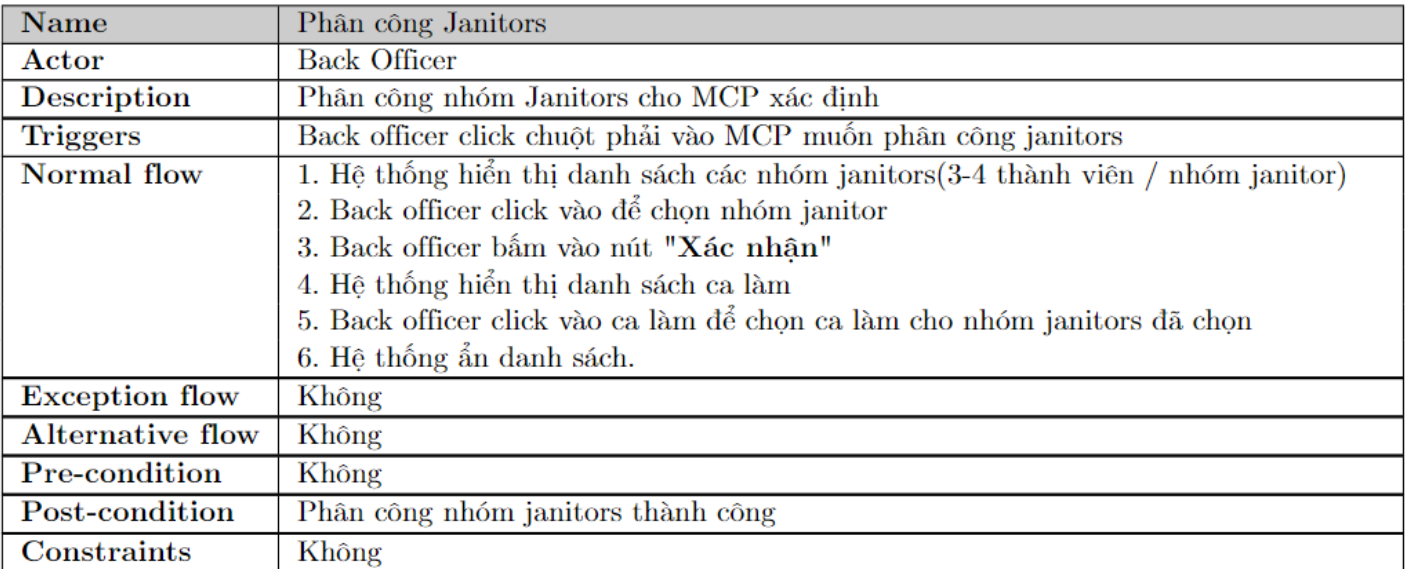 Name Phân công Janitors
Actor Back Officer
Description Phân công nhóm Janitors cho MCP xác định
Triggers Back officer click chuột phải vào MCP muốn phân công janitors
Normal flow 1. Hệ thống hiển thị danh sách các nhóm janitors(3-4 thành viên / nhóm janitor)
2. Back officer click vào để chọn nhóm janitor
3. Back officer bấm vào nút "Xác nhận"
4. Hệ thống hiển thị danh sách ca làm
5. Back officer click vào ca làm để chọn ca làm cho nhóm janitors đã chọn
6. Hệ thống ẩn danh sách.
Exception flow Không
Alternative flow Không
Pre-condition Không
Post-condition Phân công nhóm janitors thành công
Constraints Không